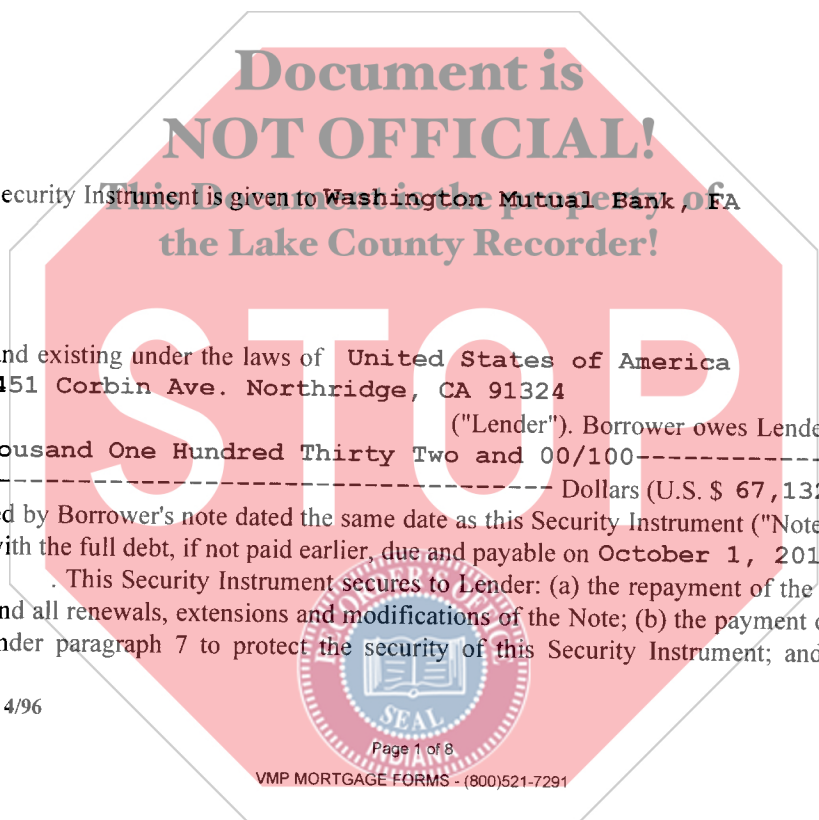 Document is
NOT OFFICIAL!
ecurity Instrument is given to Washington Mutual Bank, FA
This Document is the property of
the Lake County Recorder!
STOP
nd existing under the laws of United States of America
451 Corbin Ave. Northridge, CA 91324
("Lender"). Borrower owes Lende
ousand One Hundred Thirty Two and 00/100------------
---------------------------------- Dollars (U.S. $ 67,132
d by Borrower's note dated the same date as this Security Instrument ("Note
ith the full debt, if not paid earlier, due and payable on October 1, 201
. This Security Instrument secures to Lender: (a) the repayment of the
nd all renewals, extensions and modifications of the Note; (b) the payment
nder paragraph 7 to protect the security of this Security Instrument; and
RECORDER'S OFFICE
SEAL
INDIANA
4/96
Page 1 of 8
VMP MORTGAGE FORMS - (800)521-7291